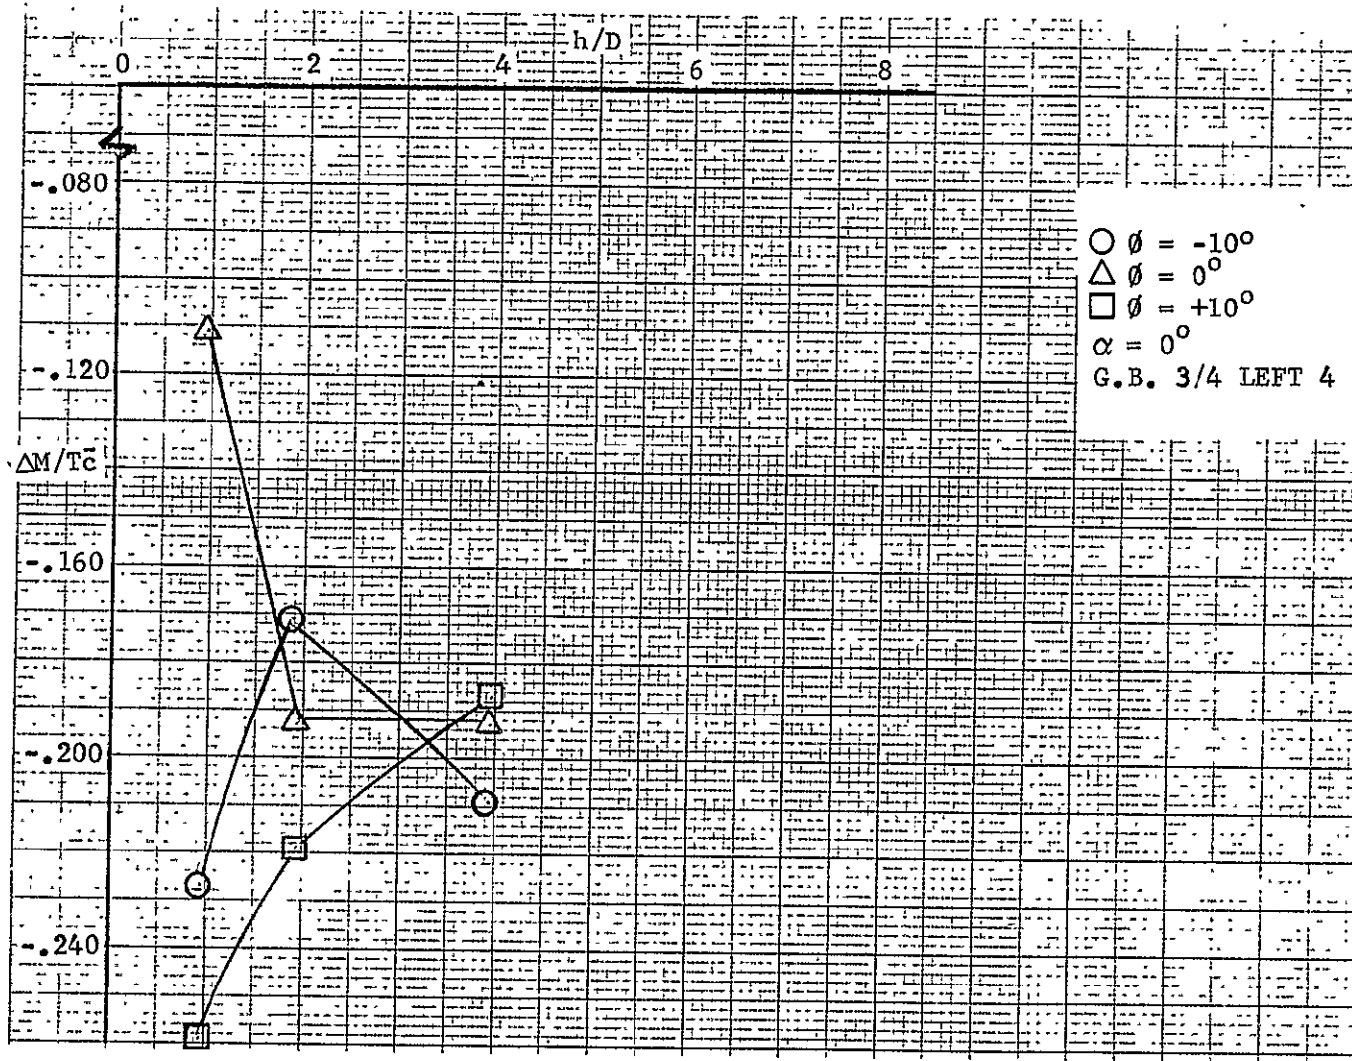 h/D
0 2 4 6 8
-.080
-.120
ΔM/Tc̄
-.160
-.200
-.240
○ Ø = -10°
△ Ø = 0°
□ Ø = +10°
α = 0°
G.B. 3/4 LEFT 4